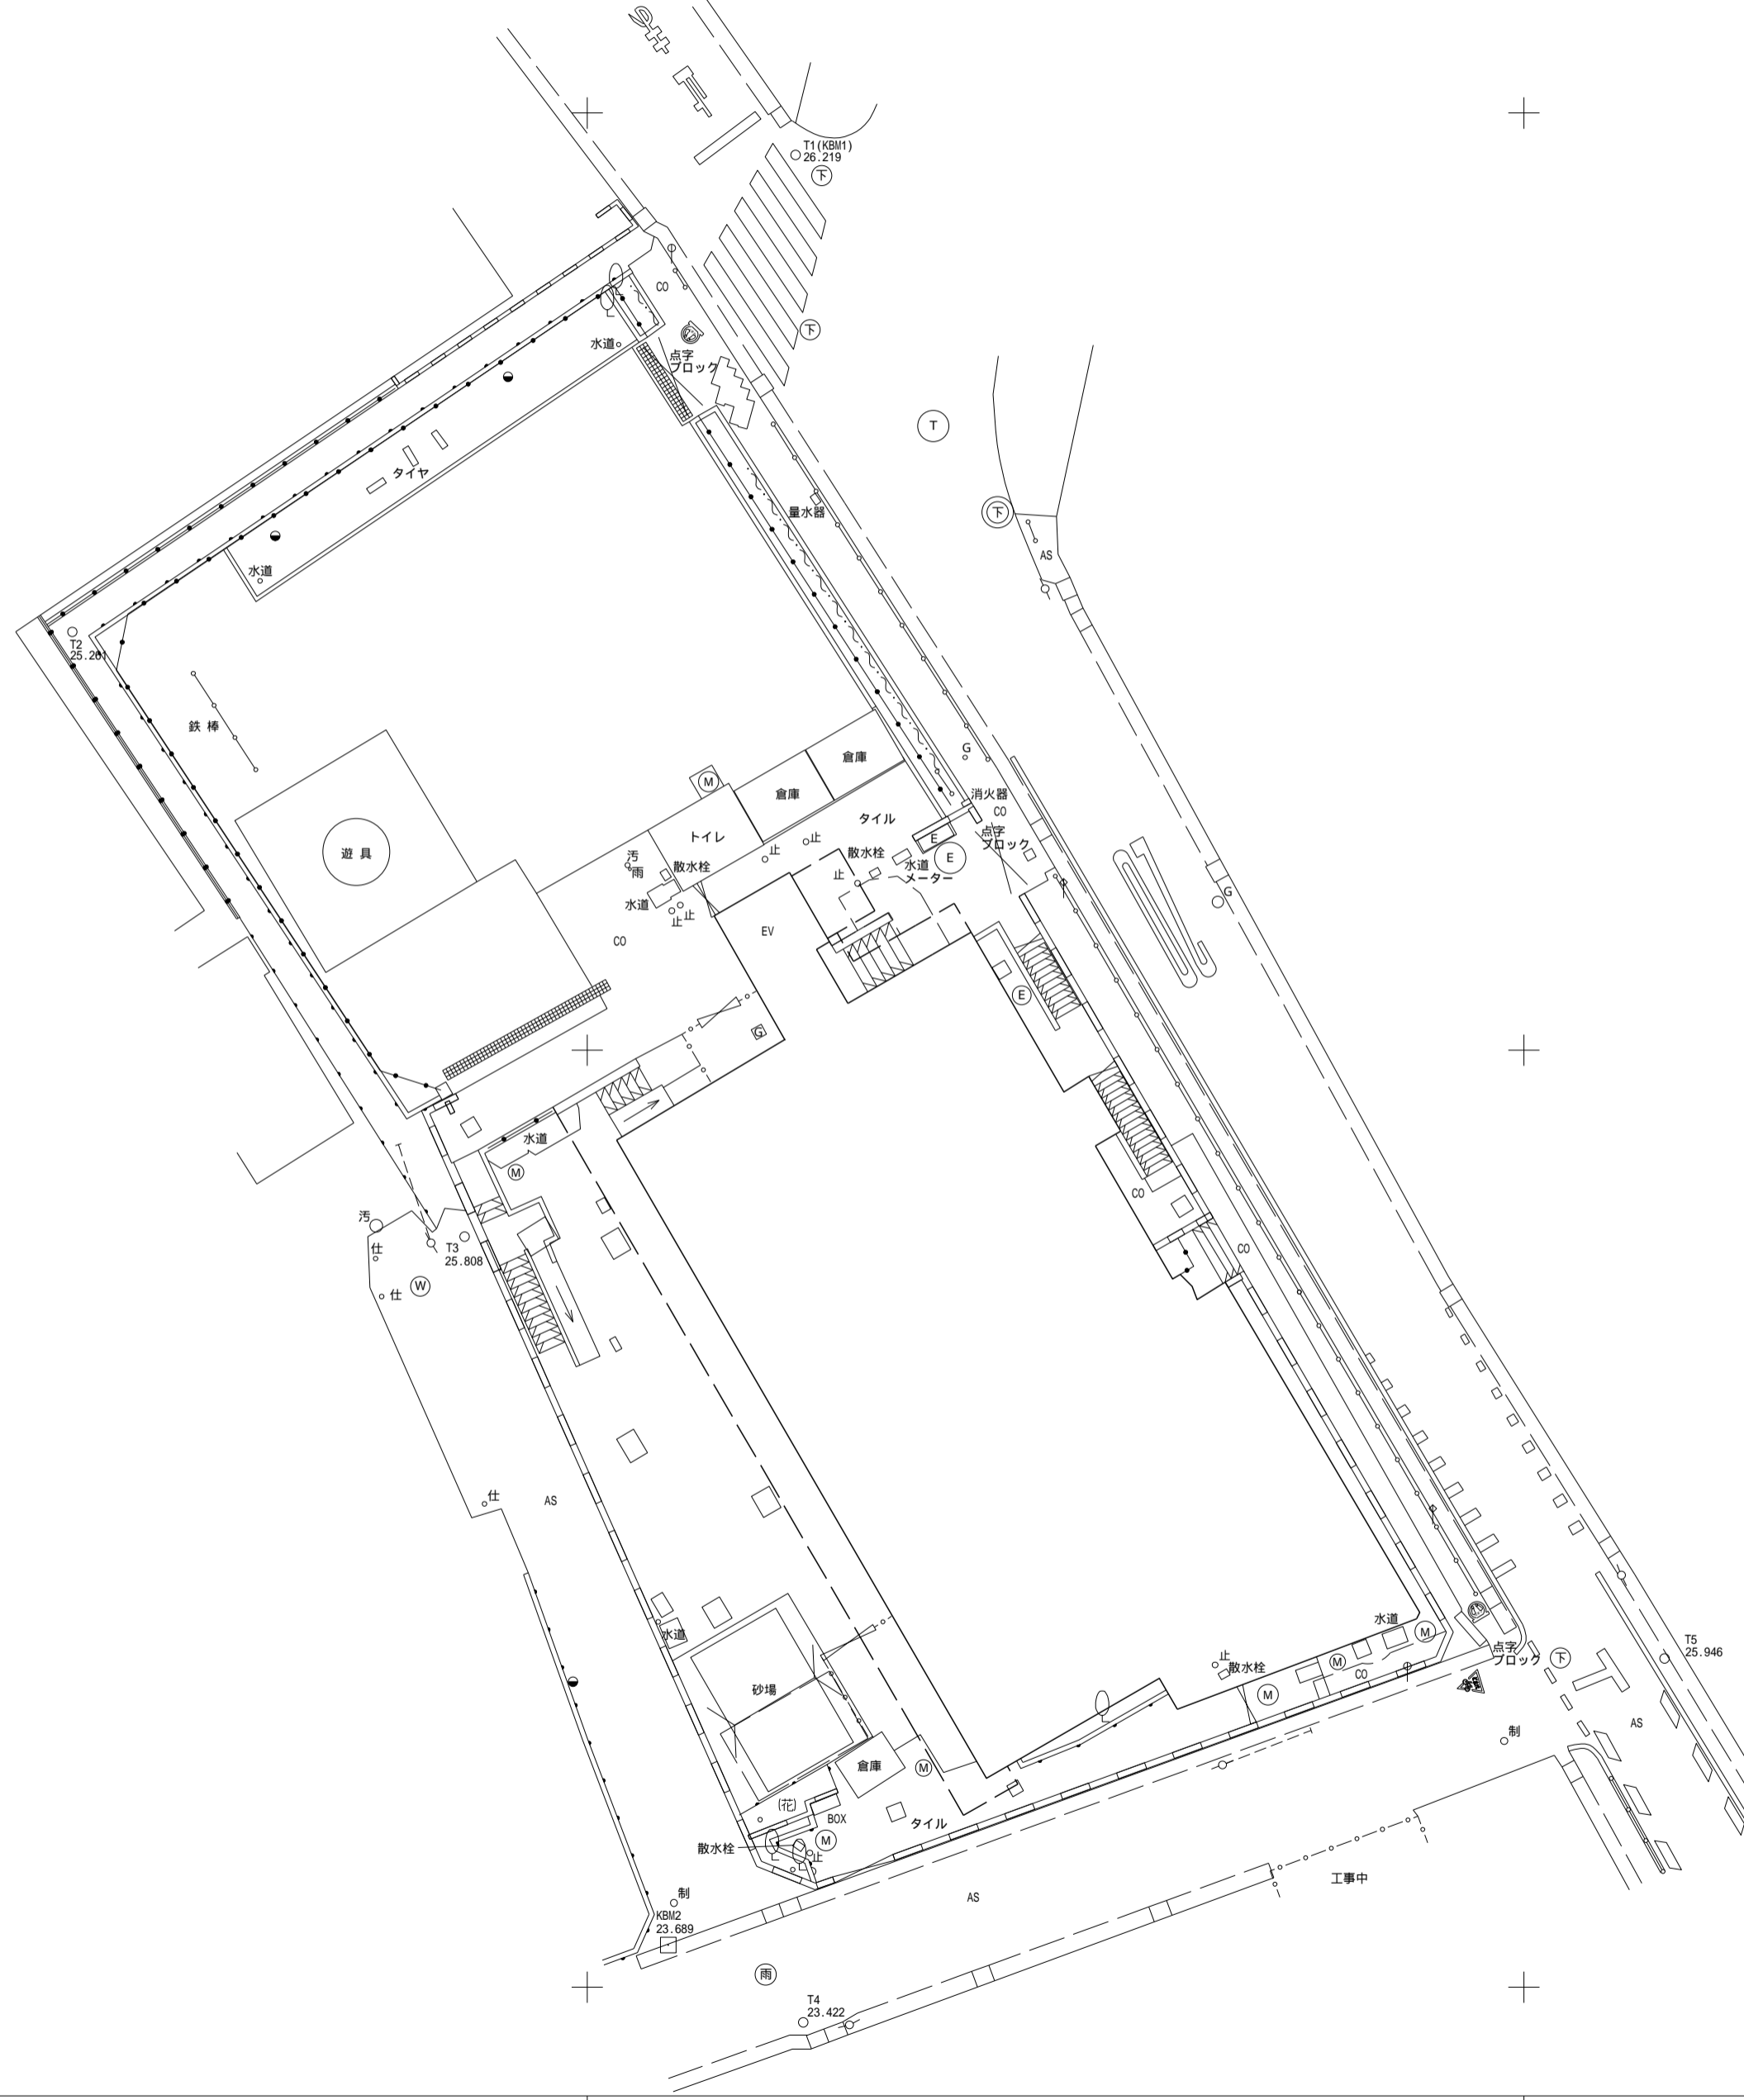 T1(KBM1)
26.219
下
CO
下
水道
点字
ブロック
T
タイヤ
量水器
下
AS
水道
T2
25.261
鉄 棒
G
倉庫
M
倉庫
消火器
CO
タイル
トイレ
E
点字
ブロック
止
止
遊 具
汚
雨
散水栓
散水栓
E
水道
メーター
止
G
水道
止
止
EV
CO
E
G
水道
M
CO
汚
仕
T3
25.808
CO
W
仕
仕
AS
水道
水道
M
点字
ブロック
下
T5
25.946
止
散水栓
M
CO
M
砂場
制
AS
倉庫
M
(花)
BOX
タイル
M
散水栓
止
工事中
制
AS
KBM2
23.689
雨
T4
23.422